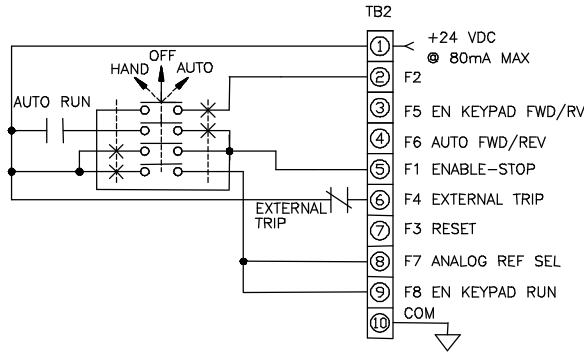 TB2
+24 VDC
@ 80mA MAX
1
OFF
HAND
AUTO
2
F2
AUTO RUN
3
F5 EN KEYPAD FWD/RV
4
F6 AUTO FWD/REV
5
F1 ENABLE-STOP
6
F4 EXTERNAL TRIP
EXTERNAL
TRIP
7
F3 RESET
8
F7 ANALOG REF SEL
9
F8 EN KEYPAD RUN
10
COM